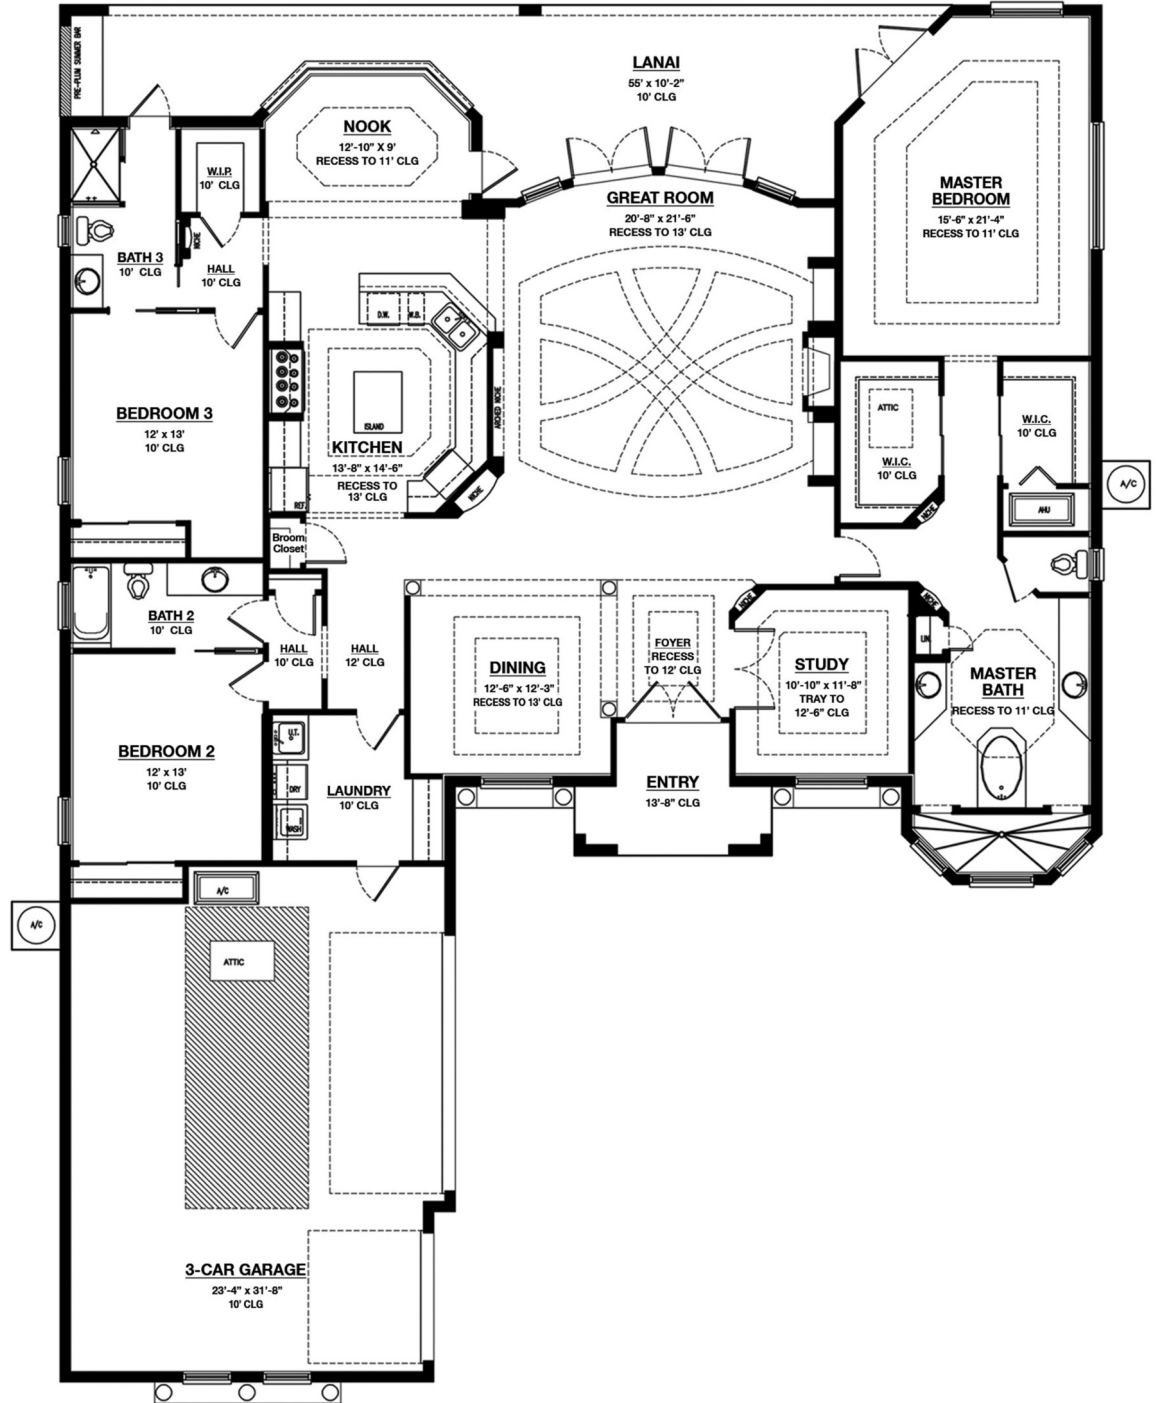 PRE-PLUM SUMMER BAR
LANAI
55' x 10'-2"
10' CLG
NOOK
12'-10" X 9'
RECESS TO 11' CLG
W.I.P.
10' CLG
NICHE
BATH 3
10' CLG
HALL
10' CLG
GREAT ROOM
20'-8" x 21'-6"
RECESS TO 13' CLG
MASTER
BEDROOM
15'-6" x 21'-4"
RECESS TO 11' CLG
D.W.
W.B.
ISLAND
ARCHED NICHE
KITCHEN
13'-8" x 14'-6"
RECESS TO
13' CLG
REF.
NICHE
BEDROOM 3
12' x 13'
10' CLG
ATTIC
W.I.C.
10' CLG
NICHE
W.I.C.
10' CLG
AHU
A/C
Broom
Closet
BATH 2
10' CLG
HALL
10' CLG
HALL
12' CLG
DINING
12'-6" x 12'-3"
RECESS TO 13' CLG
FOYER
RECESS
TO 12' CLG
NICHE
STUDY
10'-10" x 11'-8"
TRAY TO
12'-6" CLG
NICHE
LIN.
MASTER
BATH
RECESS TO 11' CLG
BEDROOM 2
12' x 13'
10' CLG
U.T.
DRY
WASH
LAUNDRY
10' CLG
ENTRY
13'-8" CLG
A/C
A/C
ATTIC
3-CAR GARAGE
23'-4" x 31'-8"
10' CLG